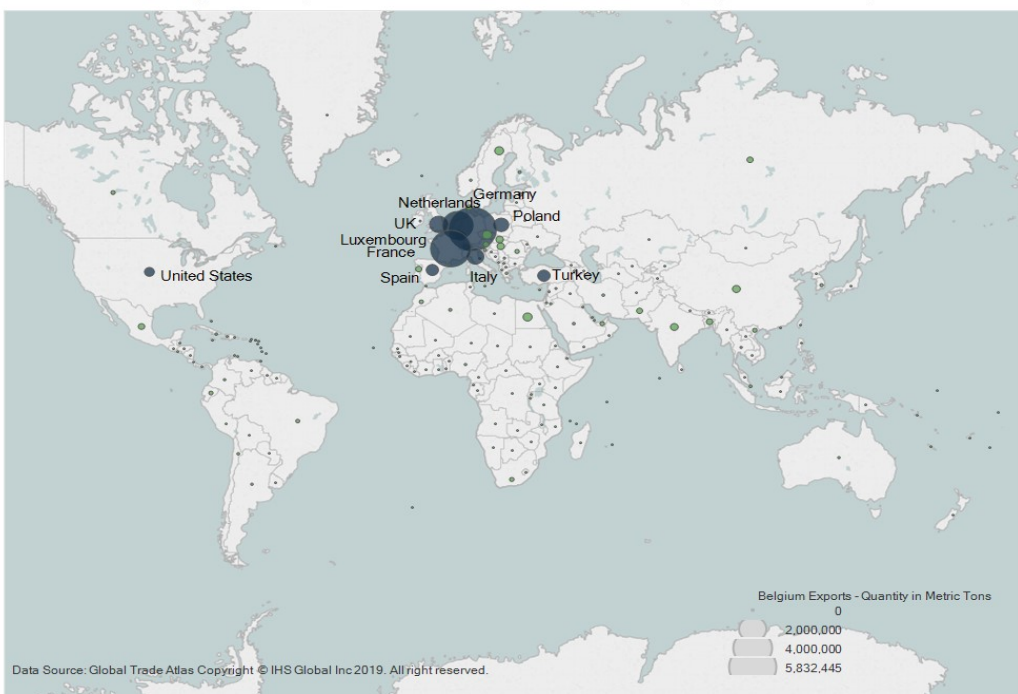 Germany
Netherlands
UK
Poland
Luxembourg
France
United States
Spain
Italy
Turkey
Belgium Exports - Quantity in Metric Tons
0
2,000,000
4,000,000
5,832,445
Data Source: Global Trade Atlas Copyright © IHS Global Inc 2019. All right reserved.